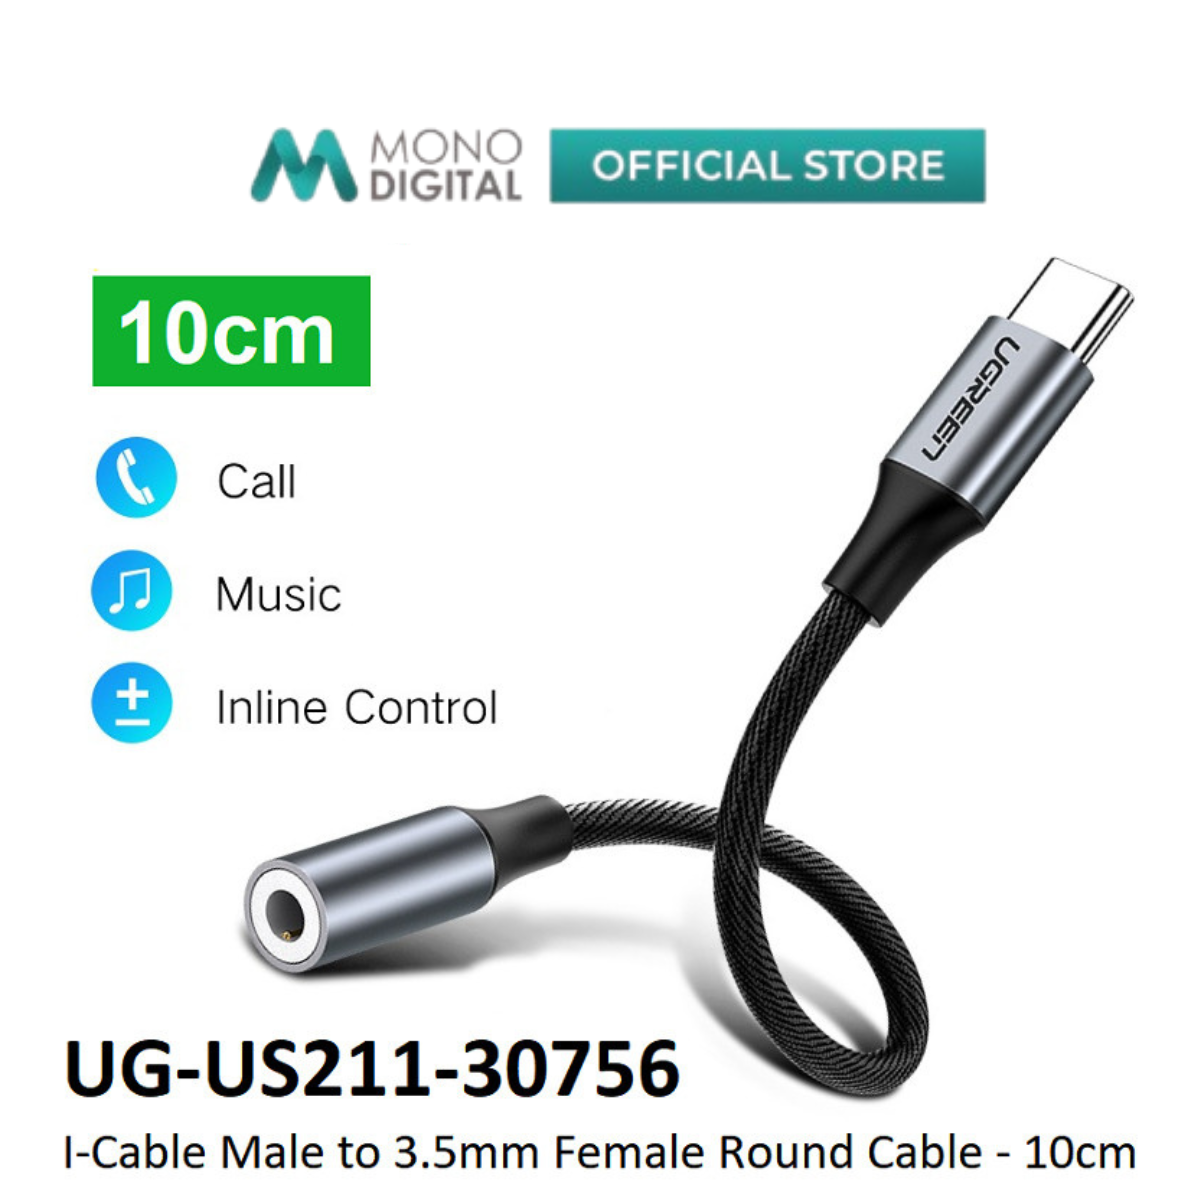 MONO
DIGITAL
OFFICIAL STORE
10cm
UGREEN
Call
Music
Inline Control
UG-US211-30756
I-Cable Male to 3.5mm Female Round Cable - 10cm